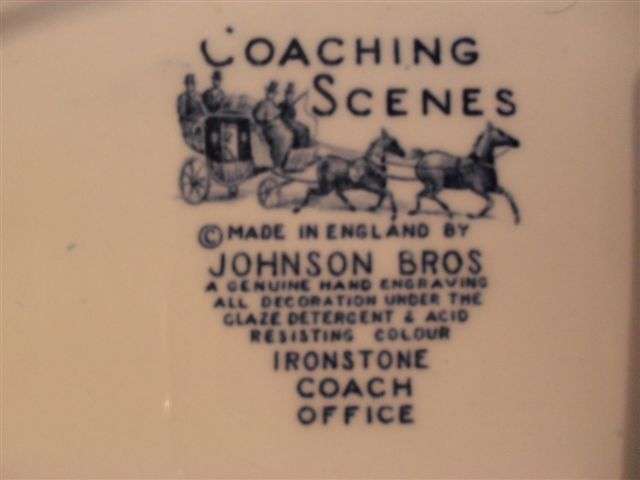 COACHING
SCENES
© MADE IN ENGLAND BY
JOHNSON BROS
A GENUINE HAND ENGRAVING
ALL DECORATION UNDER THE
GLAZE DETERGENT & ACID
RESISTING COLOUR
IRONSTONE
COACH
OFFICE